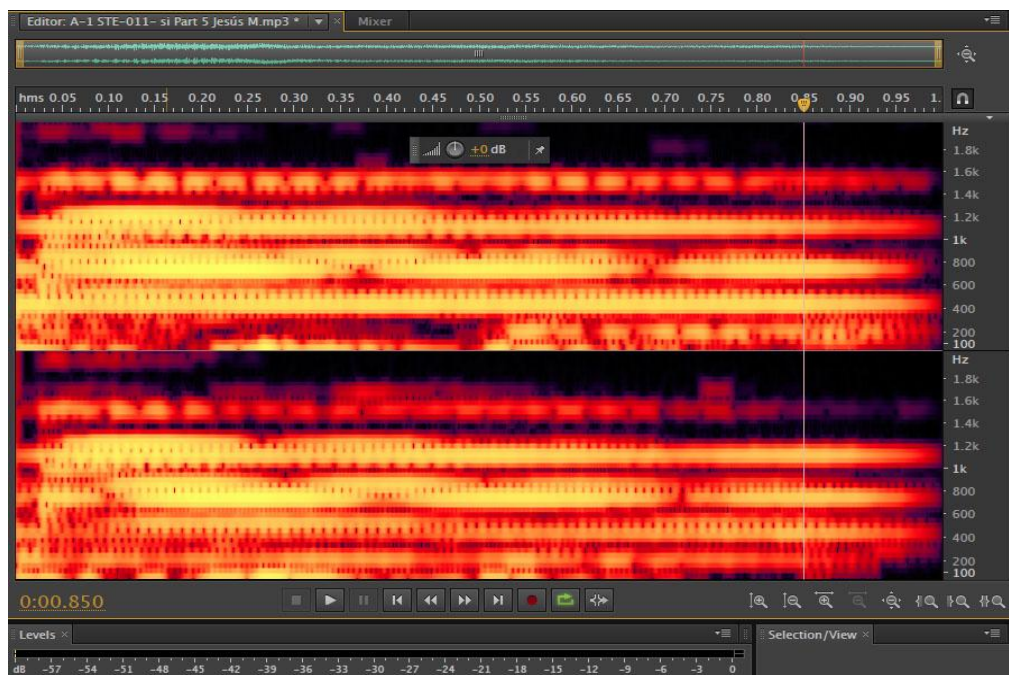 Editor: A-1 STE-011- si Part 5 Jesús M.mp3 * Mixer
hms 0.05 0.10 0.15 0.20 0.25 0.30 0.35 0.40 0.45 0.50 0.55 0.60 0.65 0.70 0.75 0.80 0.85 0.90 0.95 1.
+0 dB
Hz
1.8k
1.6k
1.4k
1.2k
1k
800
600
400
200
100
Hz
1.8k
1.6k
1.4k
1.2k
1k
800
600
400
200
100
0:00.850
Levels Selection/View
dB -57 -54 -51 -48 -45 -42 -39 -36 -33 -30 -27 -24 -21 -18 -15 -12 -9 -6 -3 0